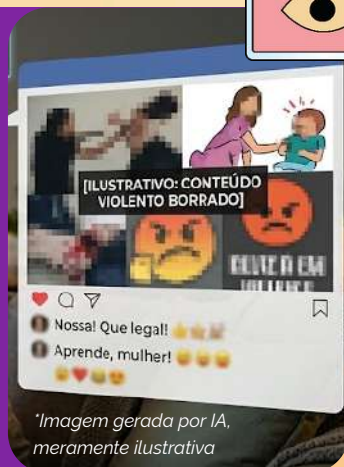 [ILUSTRATIVO: CONTEÚDO
VIOLENTO BORRADO]
Nossa! Que legal!
Aprende, mulher!
*Imagem gerada por IA,
meramente ilustrativa